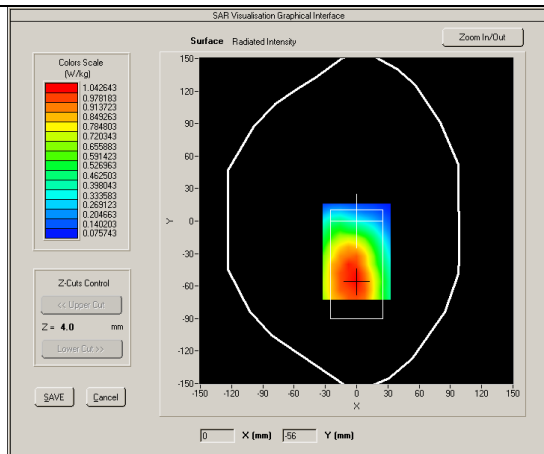 SAR Visualisation Graphical Interface
Surface Radiated Intensity
Zoom In/Out
Colors Scale
(W/kg)
1.042643
0.978183
0.913723
0.849263
0.784803
0.720343
0.655883
0.591423
0.526963
0.462503
0.398043
0.333583
0.269123
0.204663
0.140203
0.075743
Z-Cuts Control
<< Upper Cut
Z = 4.0 mm
Lower Cut >>
SAVE Cancel
150
120
90
60
30
0
-30
-60
-90
-120
-150
Y
-150 -120 -90 -60 -30 0 30 60 90 120 150
X
0 X (mm) -56 Y (mm)